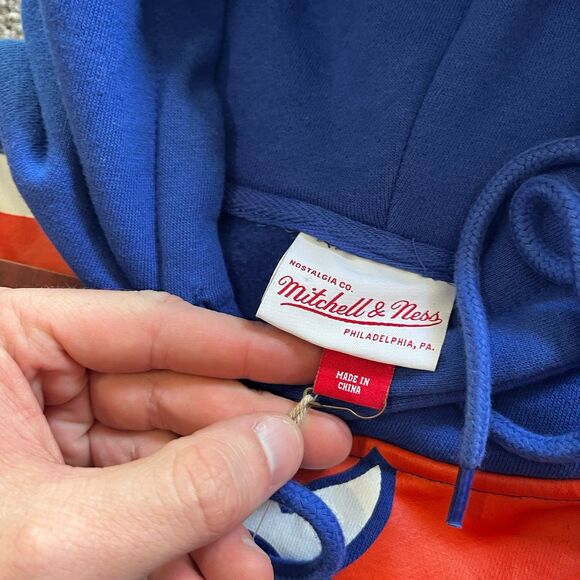 NOSTALGIA CO.
Mitchell & Ness
PHILADELPHIA, PA.
MADE IN
CHINA